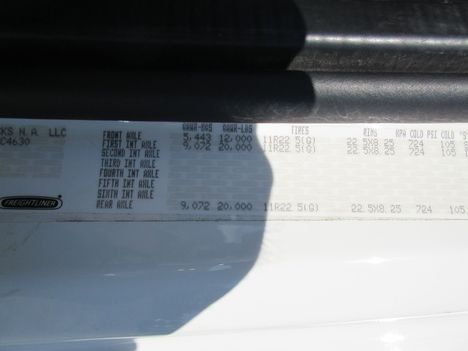 GAWR-KGS GAWR-LBS TIRES RIMS KPA COLD PSI COLD
CKS N.A. LLC FRONT AXLE 5,443 12,000 11R22.5(G) 22.5X8.25 724 105
C4630 FIRST INT AXLE 9,072 20,000 11R22.5(G) 22.5X8.25 724 105
SECOND INT AXLE
THIRD INT AXLE
FOURTH INT AXLE
FIFTH INT AXLE
SIXTH INT AXLE
FREIGHTLINER REAR AXLE 9,072 20,000 11R22.5(G) 22.5X8.25 724 105